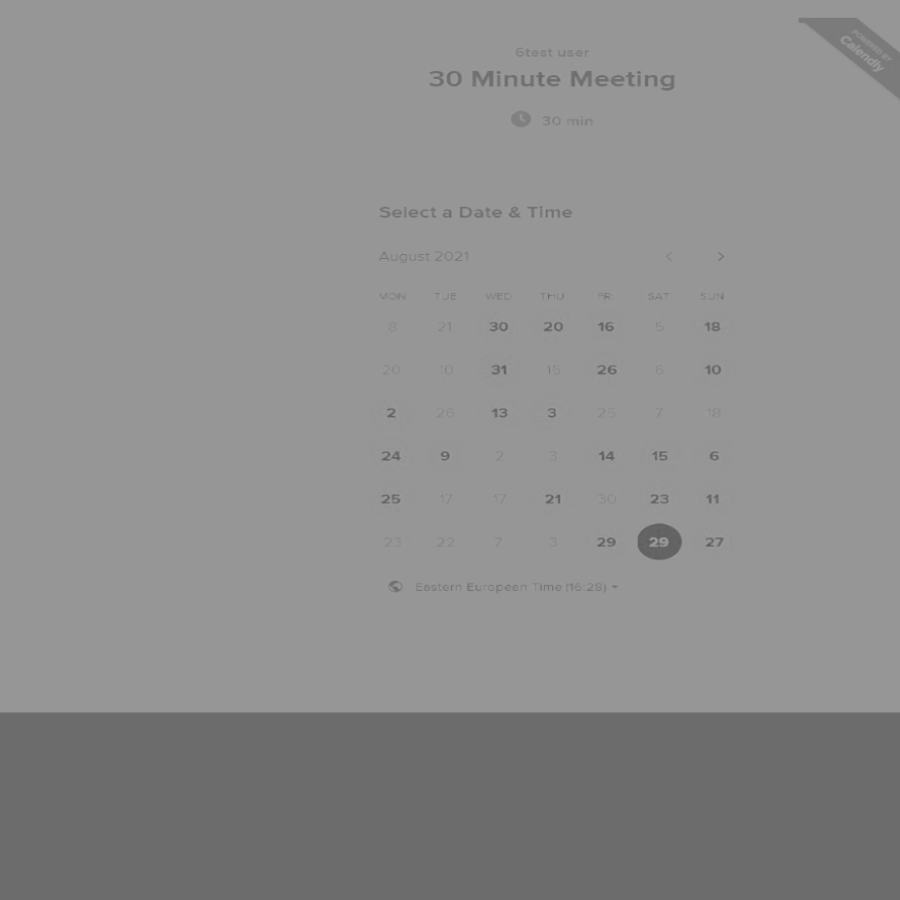 POWERED BY
Calendly
6test user
30 Minute Meeting
30 min
Select a Date & Time
August 2021
MON TUE WED THU FRI SAT SUN
8 21 30 20 16 5 18
20 10 31 15 26 6 10
2 26 13 3 25 7 18
24 9 2 3 14 15 6
25 17 17 21 30 23 11
23 22 7 3 29 29 27
Eastern European Time (16:28)